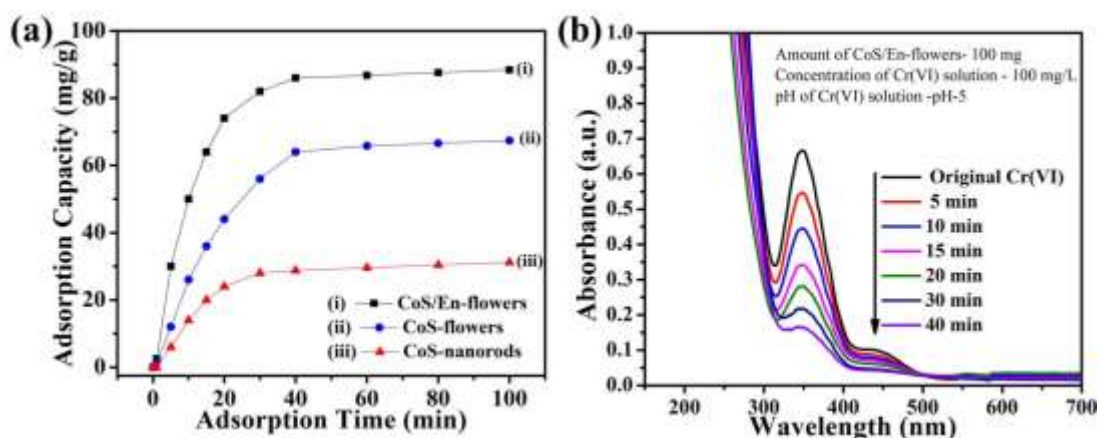 (a)
100
80
60
40
20
0
Adsorption Capacity (mg/g)
(i)
(ii)
(iii)
(i) CoS/En-flowers
(ii) CoS-flowers
(iii) CoS-nanorods
0 20 40 60 80 100
Adsorption Time (min)
(b)
1.0
0.9
0.8
0.7
0.6
0.5
0.4
0.3
0.2
0.1
0.0
Absorbance (a.u.)
Amount of CoS/En-flowers- 100 mg
Concentration of Cr(VI) solution - 100 mg/L
pH of Cr(VI) solution -pH-5
Original Cr(VI)
5 min
10 min
15 min
20 min
30 min
40 min
200 300 400 500 600 700
Wavelength (nm)